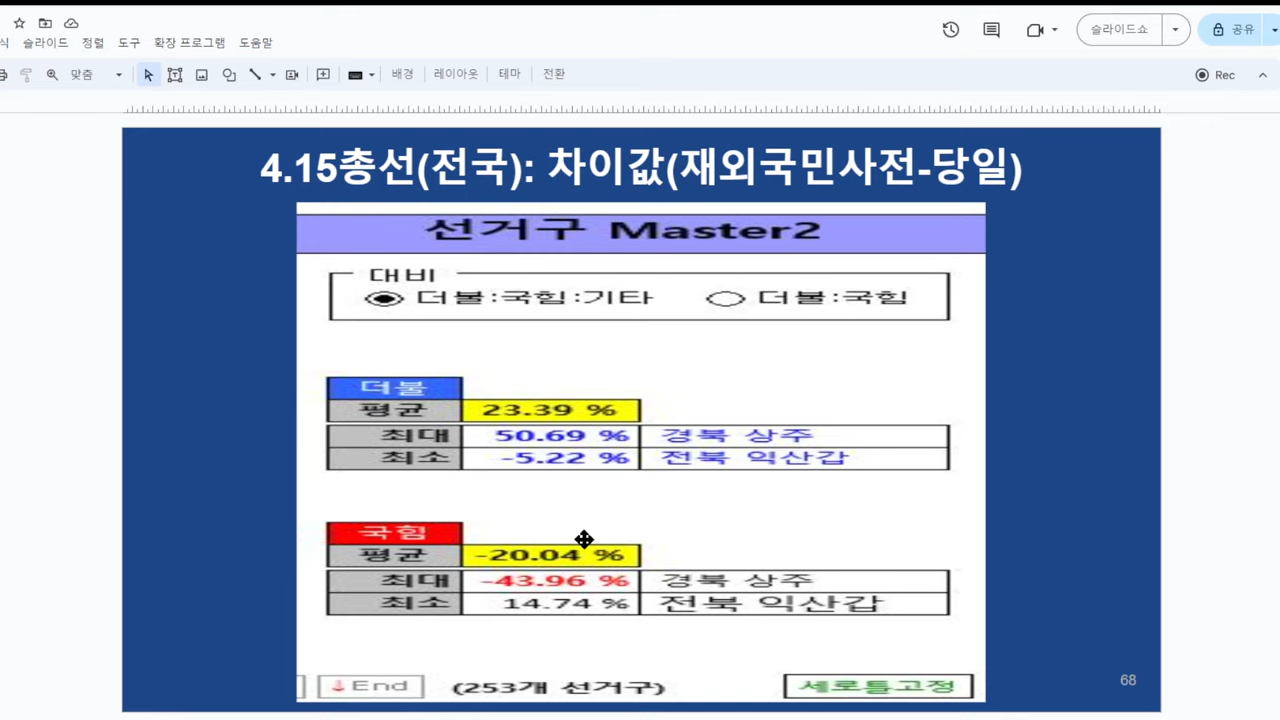 식 슬라이드 정렬 도구 확장 프로그램 도움말
슬라이드쇼
공유
맞춤
배경 레이아웃 테마 전환
Rec
4.15총선(전국): 차이값(재외국민사전-당일)
선거구 Master2
대비
더불:국힘:기타 더불:국힘
더불
평균 23.39 %
최대 50.69 % 경북 상주
최소 -5.22 % 전북 익산갑
국힘
평균 -20.04 %
최대 -43.96 % 경북 상주
최소 14.74 % 전북 익산갑
↓End (253개 선거구) 세로틀고정
68